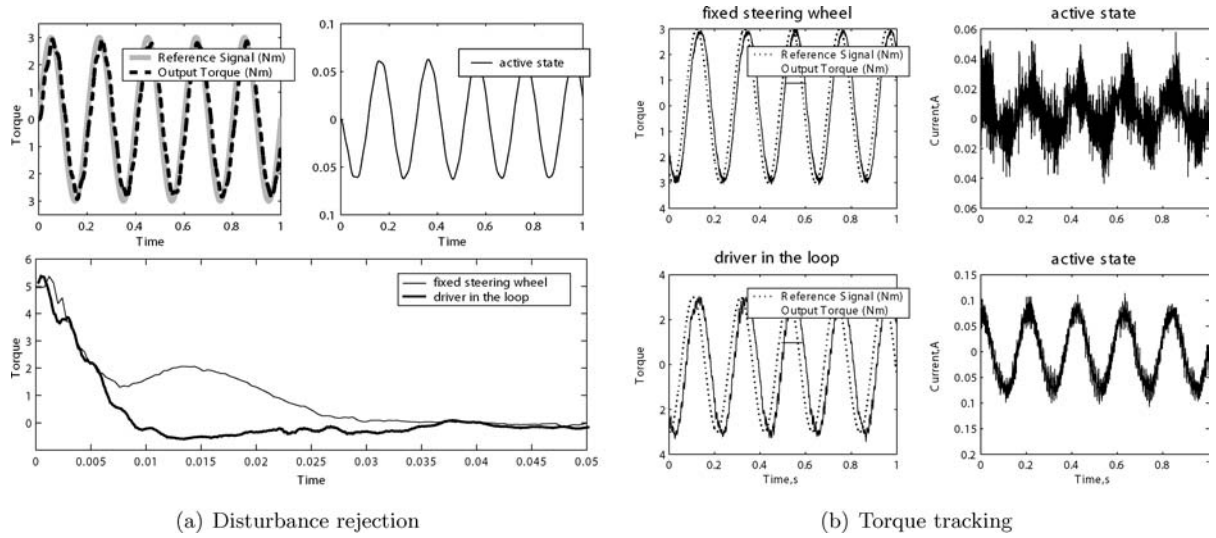 3
2
1
0
1
2
3
Torque
Reference Signal (Nm)
Output Torque (Nm)
0 0.2 0.4 0.6 0.8 1
Time
0.1
0.05
0
0.05
0.1
active state
0 0.2 0.4 0.6 0.8 1
Time
6
5
4
3
2
1
0
Torque
fixed steering wheel
driver in the loop
0 0.005 0.01 0.015 0.02 0.025 0.03 0.035 0.04 0.045 0.05
Time
(a) Disturbance rejection
fixed steering wheel
3
2
1
0
1
2
3
Torque
Reference Signal (Nm)
Output Torque (Nm)
0 0.2 0.4 0.6 0.8 1
active state
0.06
0.04
0.02
0
0.02
0.04
0.06
Current,A
0 0.2 0.4 0.6 0.8 1
driver in the loop
4
2
0
2
4
Torque
Reference Signal (Nm)
Output Torque (Nm)
0 0.2 0.4 0.6 0.8 1
Time,s
active state
0.15
0.1
0.05
0
0.05
0.1
0.2
Current,A
0 0.2 0.4 0.6 0.8 1
Time,s
(b) Torque tracking